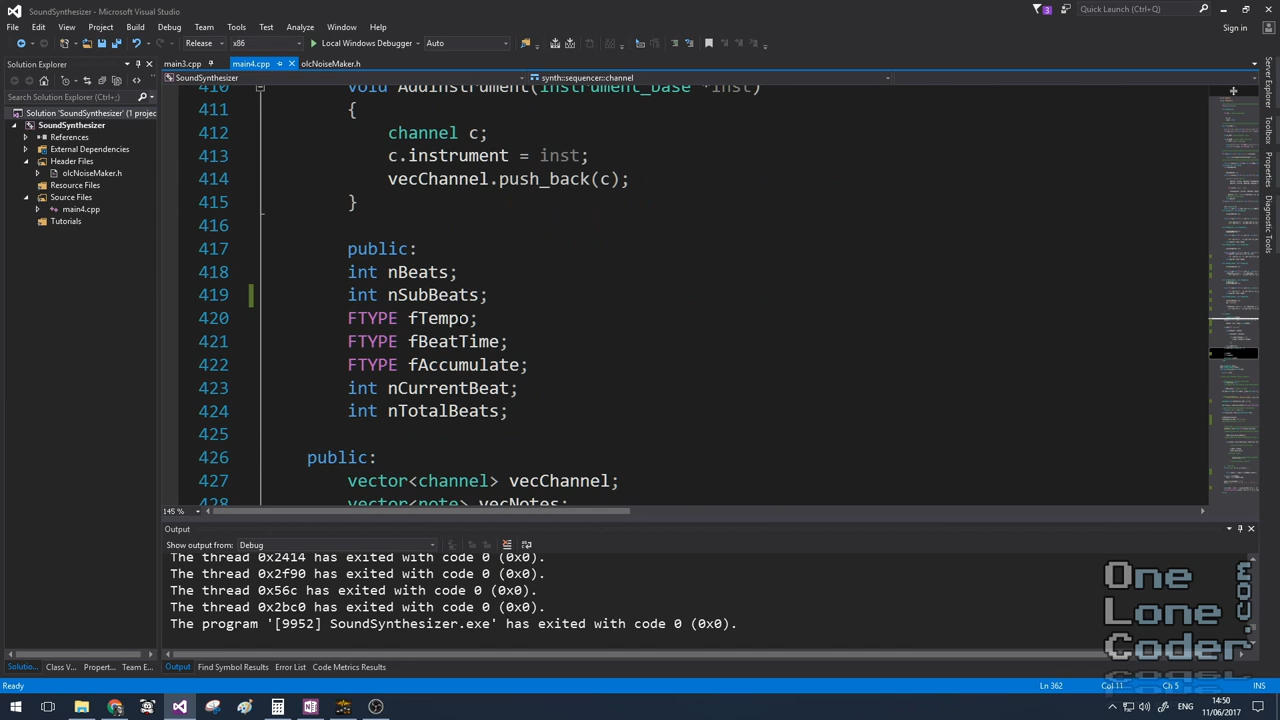 SoundSynthesizer - Microsoft Visual Studio
3
Quick Launch (Ctrl+Q)
File Edit View Project Build Debug Team Tools Test Analyze Window Help
Sign in
Release x86 Local Windows Debugger Auto
Solution Explorer
main3.cpp main4.cpp olcNoiseMaker.h
SoundSynthesizer synth::sequencer::channel
Search Solution Explorer (Ctrl+;)
Solution 'SoundSynthesizer' (1 projec
SoundSynthesizer
References
External Dependencies
Header Files
olcNoiseMaker.h
Resource Files
Source Files
main4.cpp
Tutorials
410 void AddInstrument(instrument_base *inst)
411 {
412 channel c;
413 c.instrument = inst;
414 vecChannel.push_back(c);
415 }
416
417 public:
418 int nBeats;
419 int nSubBeats;
420 FTYPE fTempo;
421 FTYPE fBeatTime;
422 FTYPE fAccumulate;
423 int nCurrentBeat;
424 int nTotalBeats;
425
426 public:
427 vector<channel> vecChannel;
428 vector<note> vecNotes;
145 %
Server Explorer
Toolbox
Properties
Diagnostic Tools
Output
Show output from: Debug
The thread 0x2414 has exited with code 0 (0x0).
The thread 0x2f90 has exited with code 0 (0x0).
The thread 0x56c has exited with code 0 (0x0).
The thread 0x2bc0 has exited with code 0 (0x0).
The program '[9952] SoundSynthesizer.exe' has exited with code 0 (0x0).
One
Lone
Coder
.com
Solutio... Class V... Propert... Team E...
Output Find Symbol Results Error List Code Metrics Results
Ready Ln 362 Col 11 Ch 5 INS
ENG
14:50
11/06/2017